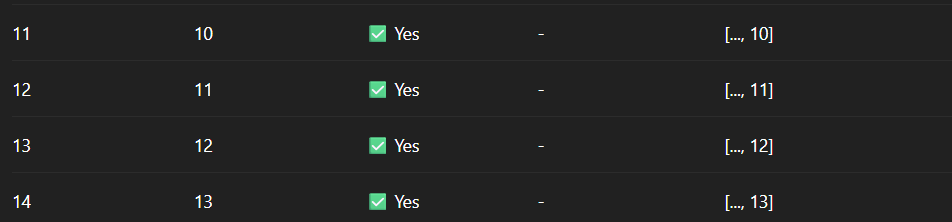 11 10 ✅ Yes - [..., 10]
12 11 ✅ Yes - [..., 11]
13 12 ✅ Yes - [..., 12]
14 13 ✅ Yes - [..., 13]